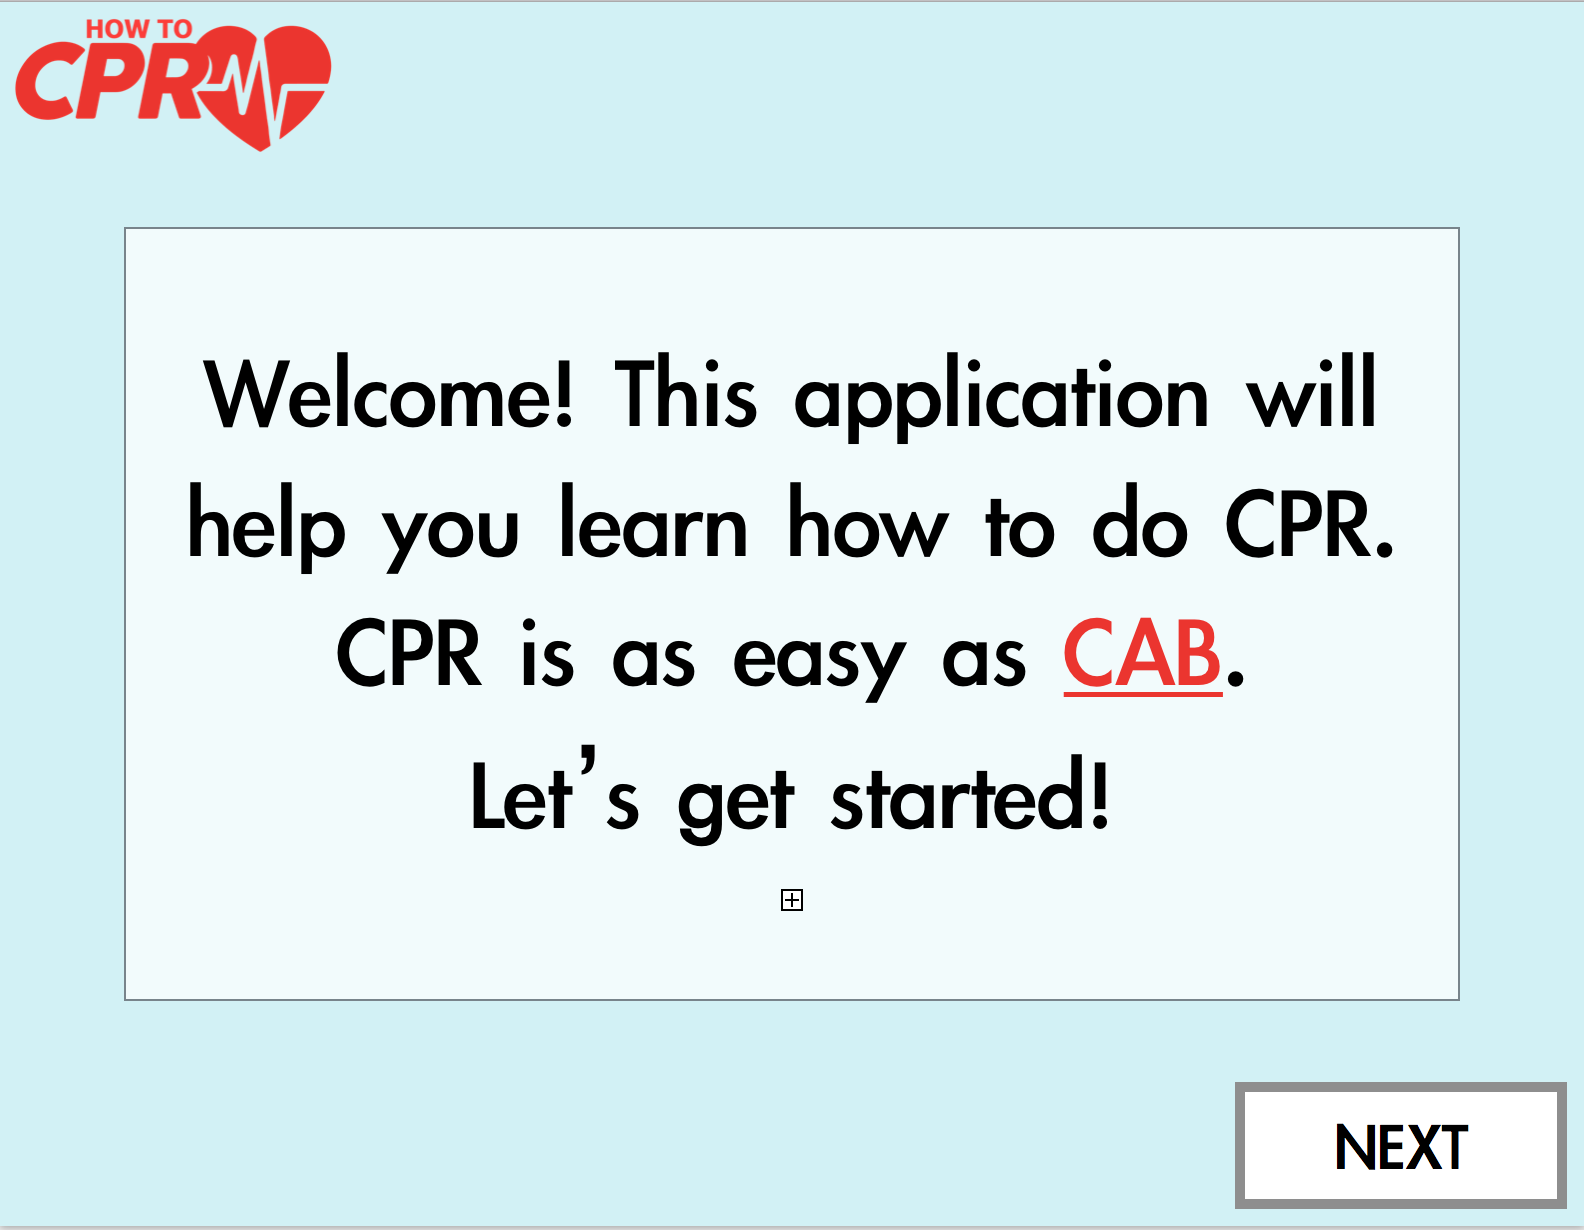 HOW TO
CPR
Welcome! This application will
help you learn how to do CPR.
CPR is as easy as CAB.
Let’s get started!
NEXT